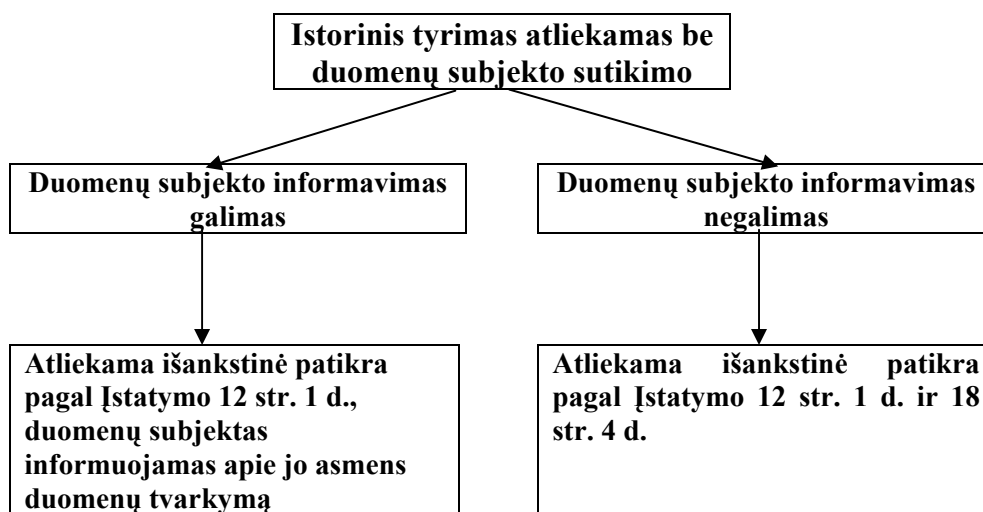 Istorinis tyrimas atliekamas be
duomenų subjekto sutikimo
Duomenų subjekto informavimas
galimas
Duomenų subjekto informavimas
negalimas
Atliekama išankstinė patikra
pagal Įstatymo 12 str. 1 d.,
duomenų subjektas
informuojamas apie jo asmens
duomenų tvarkymą
Atliekama išankstinė patikra
pagal Įstatymo 12 str. 1 d. ir 18
str. 4 d.